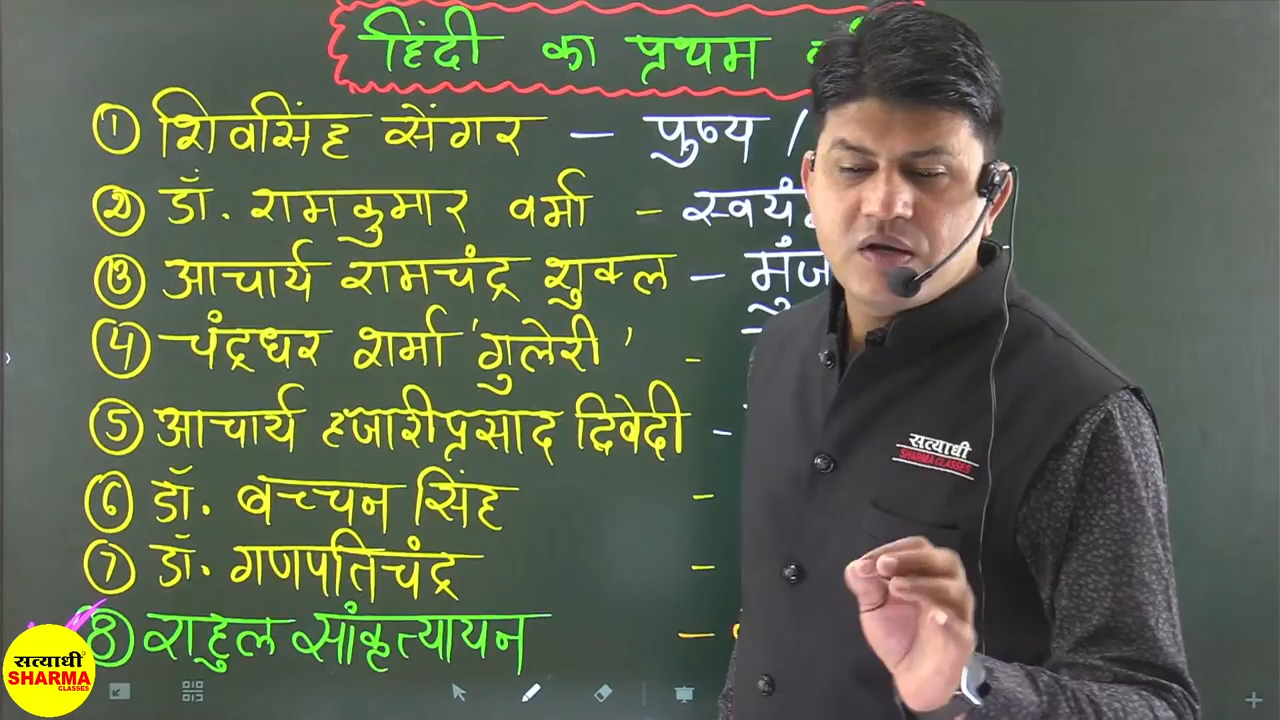 हिंदी का प्रथम
① शिवसिंह सेंगर - पुष्य /
② डॉ. रामकुमार वर्मा - स्वयं
③ आचार्य रामचंद्र शुक्ल - मुंज
④ चंद्रधर शर्मा 'गुलेरी' -
⑤ आचार्य हजारीप्रसाद द्विवेदी -
⑥ डॉ. बच्चन सिंह -
⑦ डॉ. गणपतिचंद्र -
⑧ राहुल सांकृत्यायन -
सत्याधी
SHARMA CLASSES
सत्याधी
SHARMA
CLASSES